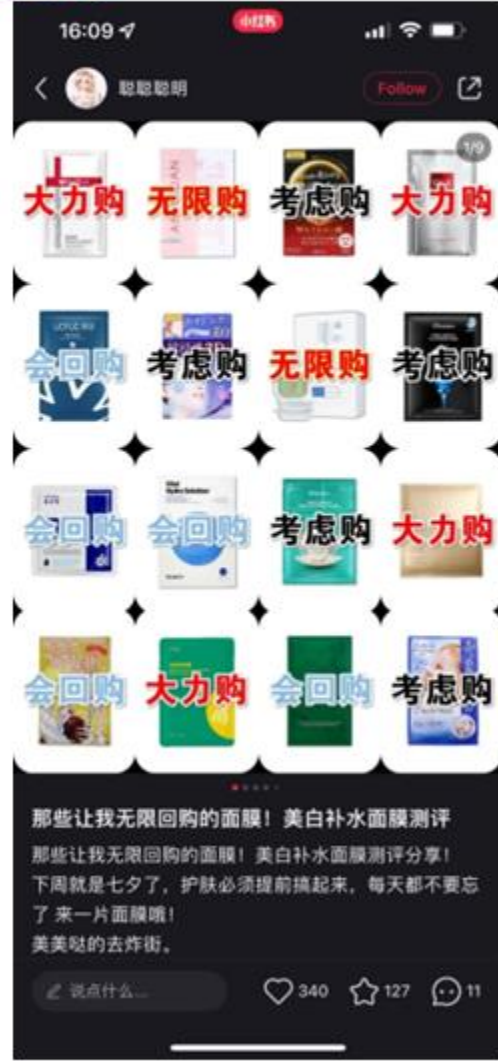 16:09
小红书
聪聪聪明
Follow
1/9
大力购
无限购
考虑购
大力购
会回购
考虑购
无限购
考虑购
会回购
会回购
考虑购
大力购
会回购
大力购
会回购
考虑购
那些让我无限回购的面膜！美白补水面膜测评
那些让我无限回购的面膜！美白补水面膜测评分享！
下周就是七夕了，护肤必须提前搞起来，每天都不要忘
了 来一片面膜哦！
美美哒的去炸街。
说点什么...
340
127
11